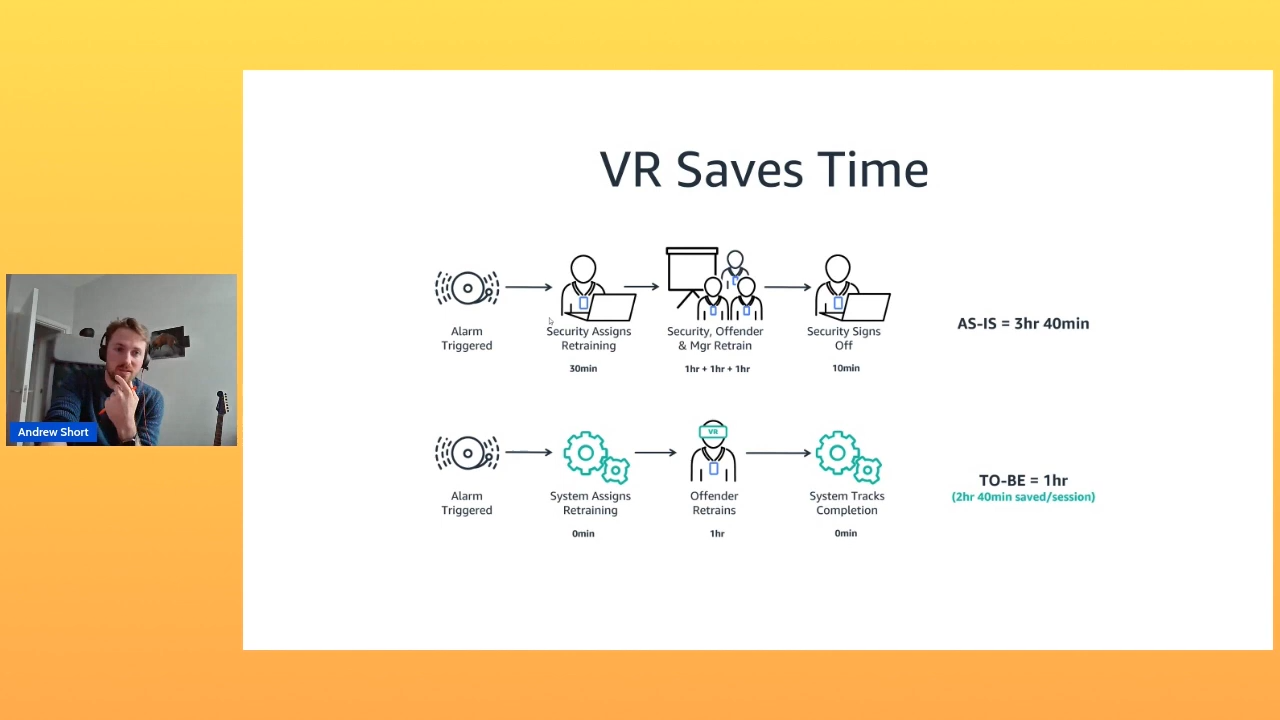 VR Saves Time
Alarm
Triggered
Security Assigns
Retraining
30min
Security, Offender
& Mgr Retrain
1hr + 1hr + 1hr
Security Signs
Off
10min
AS-IS = 3hr 40min
Alarm
Triggered
System Assigns
Retraining
0min
VR
Offender
Retrains
1hr
System Tracks
Completion
0min
TO-BE = 1hr
(2hr 40min saved/session)
Andrew Short